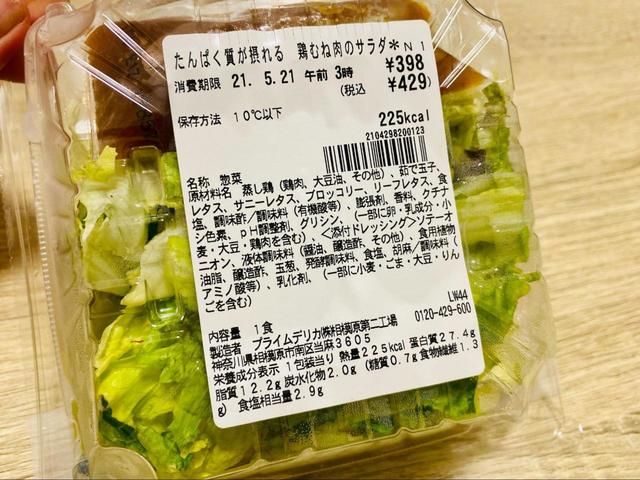 たんぱく質が摂れる 鶏むね肉のサラダ*N1
消費期限 21. 5.21 午前 3時
¥398
(税込 ¥429)
保存方法 10℃以下
225kcal
2104298200123
名称 惣菜
原材料名 蒸し鶏(鶏肉、大豆油、その他)、茹で玉子、
レタス、サニーレタス、ブロッコリー、リーフレタス、食
塩、調味酢/調味料(有機酸等)、膨張剤、香料、クチナ
シ色素、pH調整剤、グリシン、(一部に卵・乳成分・小
麦・大豆・鶏肉を含む) <添付ドレッシング>ソテーオ
ニオン、液体調味料(醤油、醸造酢、その他)、食用植物
油脂、醸造酢、玉葱、発酵調味料、食塩、胡麻/調味料(
アミノ酸等)、乳化剤、(一部に小麦・ごま・大豆・りん
ごを含む)
LW44
内容量 1食
0120-429-600
製造者 プライムデリカ(株)相模原第二工場
神奈川県相模原市南区当麻3605
栄養成分表示 1包装当り 熱量225kcal 蛋白質27.4g
脂質12.2g 炭水化物2.0g (糖質0.7g 食物繊維1.3
g) 食塩相当量2.9g